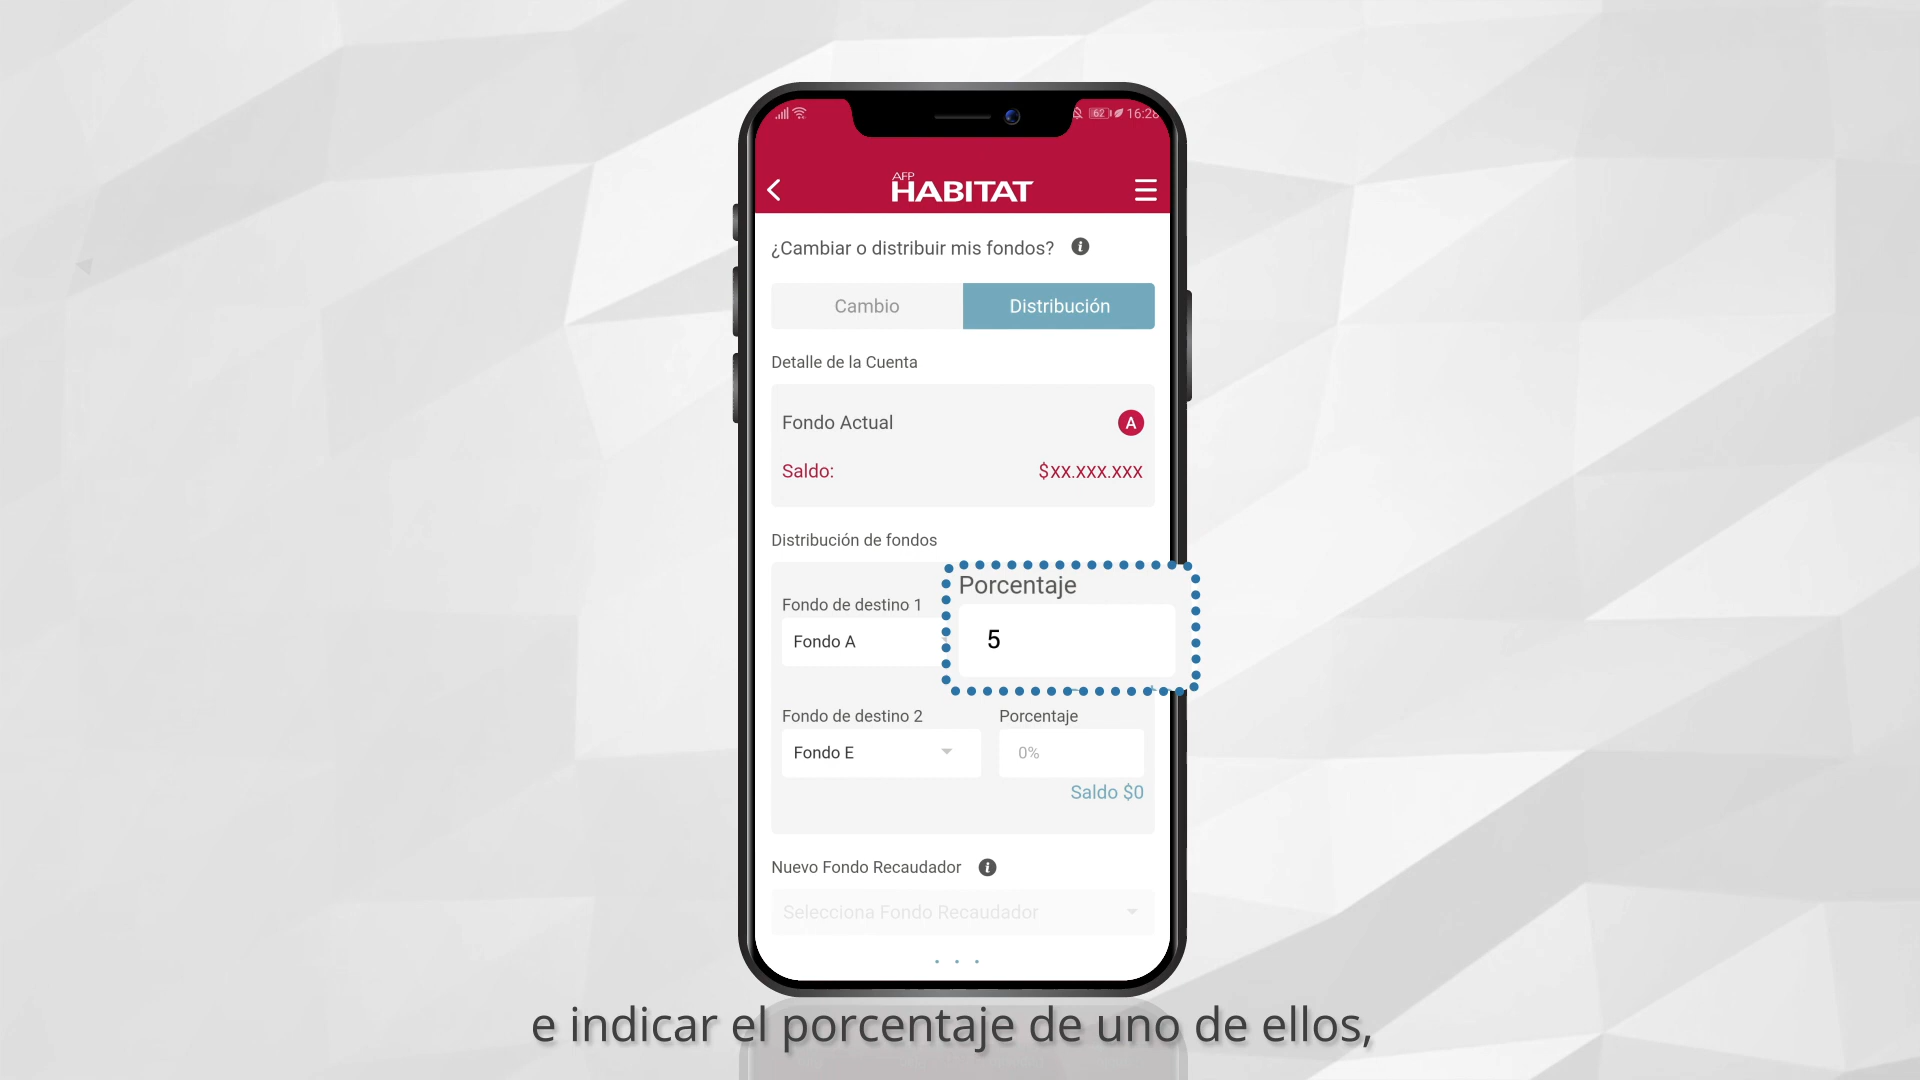 62 16:28
AFP
HABITAT
¿Cambiar o distribuir mis fondos? i
Cambio Distribución
Detalle de la Cuenta
Fondo Actual A
Saldo: $XX.XXX.XXX
Distribución de fondos
Porcentaje
Fondo de destino 1
Fondo A 5
Fondo de destino 2 Porcentaje
Fondo E 0%
Saldo $0
Nuevo Fondo Recaudador i
Selecciona Fondo Recaudador
e indicar el porcentaje de uno de ellos,